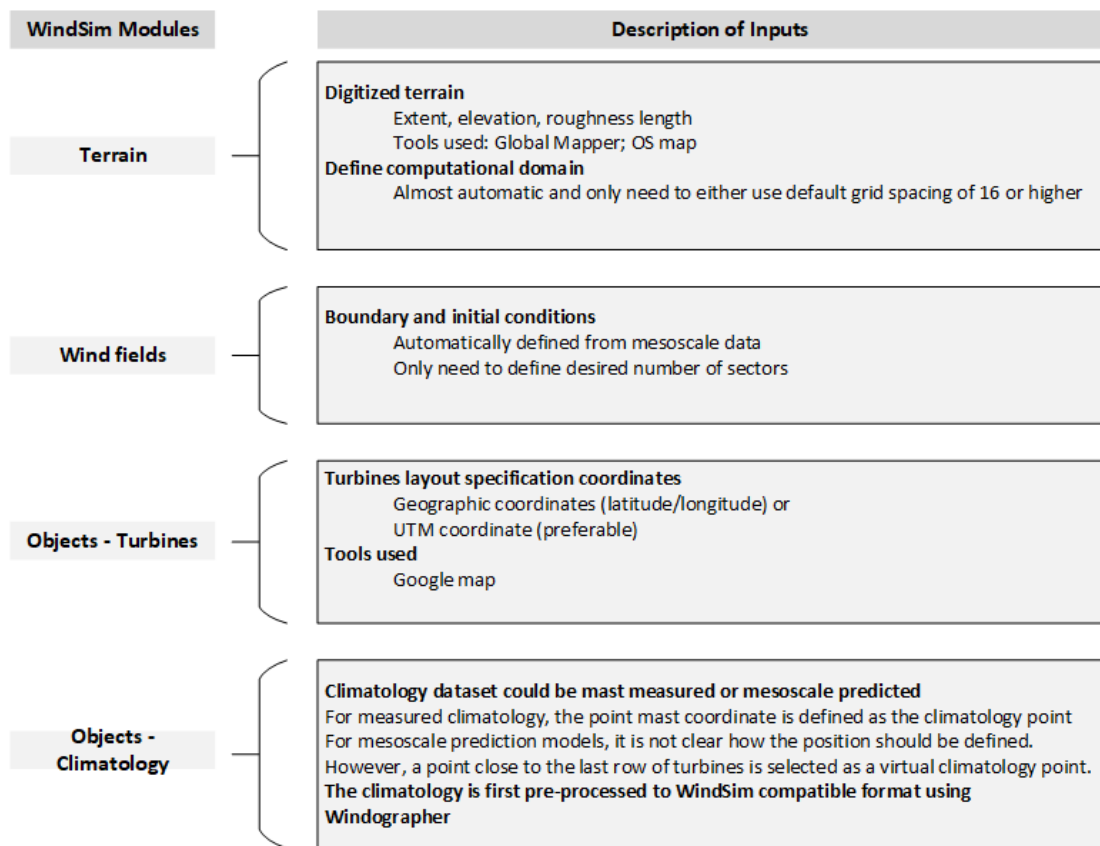 WindSim Modules
Description of Inputs
Terrain
Digitized terrain
Extent, elevation, roughness length
Tools used: Global Mapper; OS map
Define computational domain
Almost automatic and only need to either use default grid spacing of 16 or higher
Wind fields
Boundary and initial conditions
Automatically defined from mesoscale data
Only need to define desired number of sectors
Objects - Turbines
Turbines layout specification coordinates
Geographic coordinates (latitude/longitude) or
UTM coordinate (preferable)
Tools used
Google map
Objects -
Climatology
Climatology dataset could be mast measured or mesoscale predicted
For measured climatology, the point mast coordinate is defined as the climatology point
For mesoscale prediction models, it is not clear how the position should be defined.
However, a point close to the last row of turbines is selected as a virtual climatology point.
The climatology is first pre-processed to WindSim compatible format using
Windographer